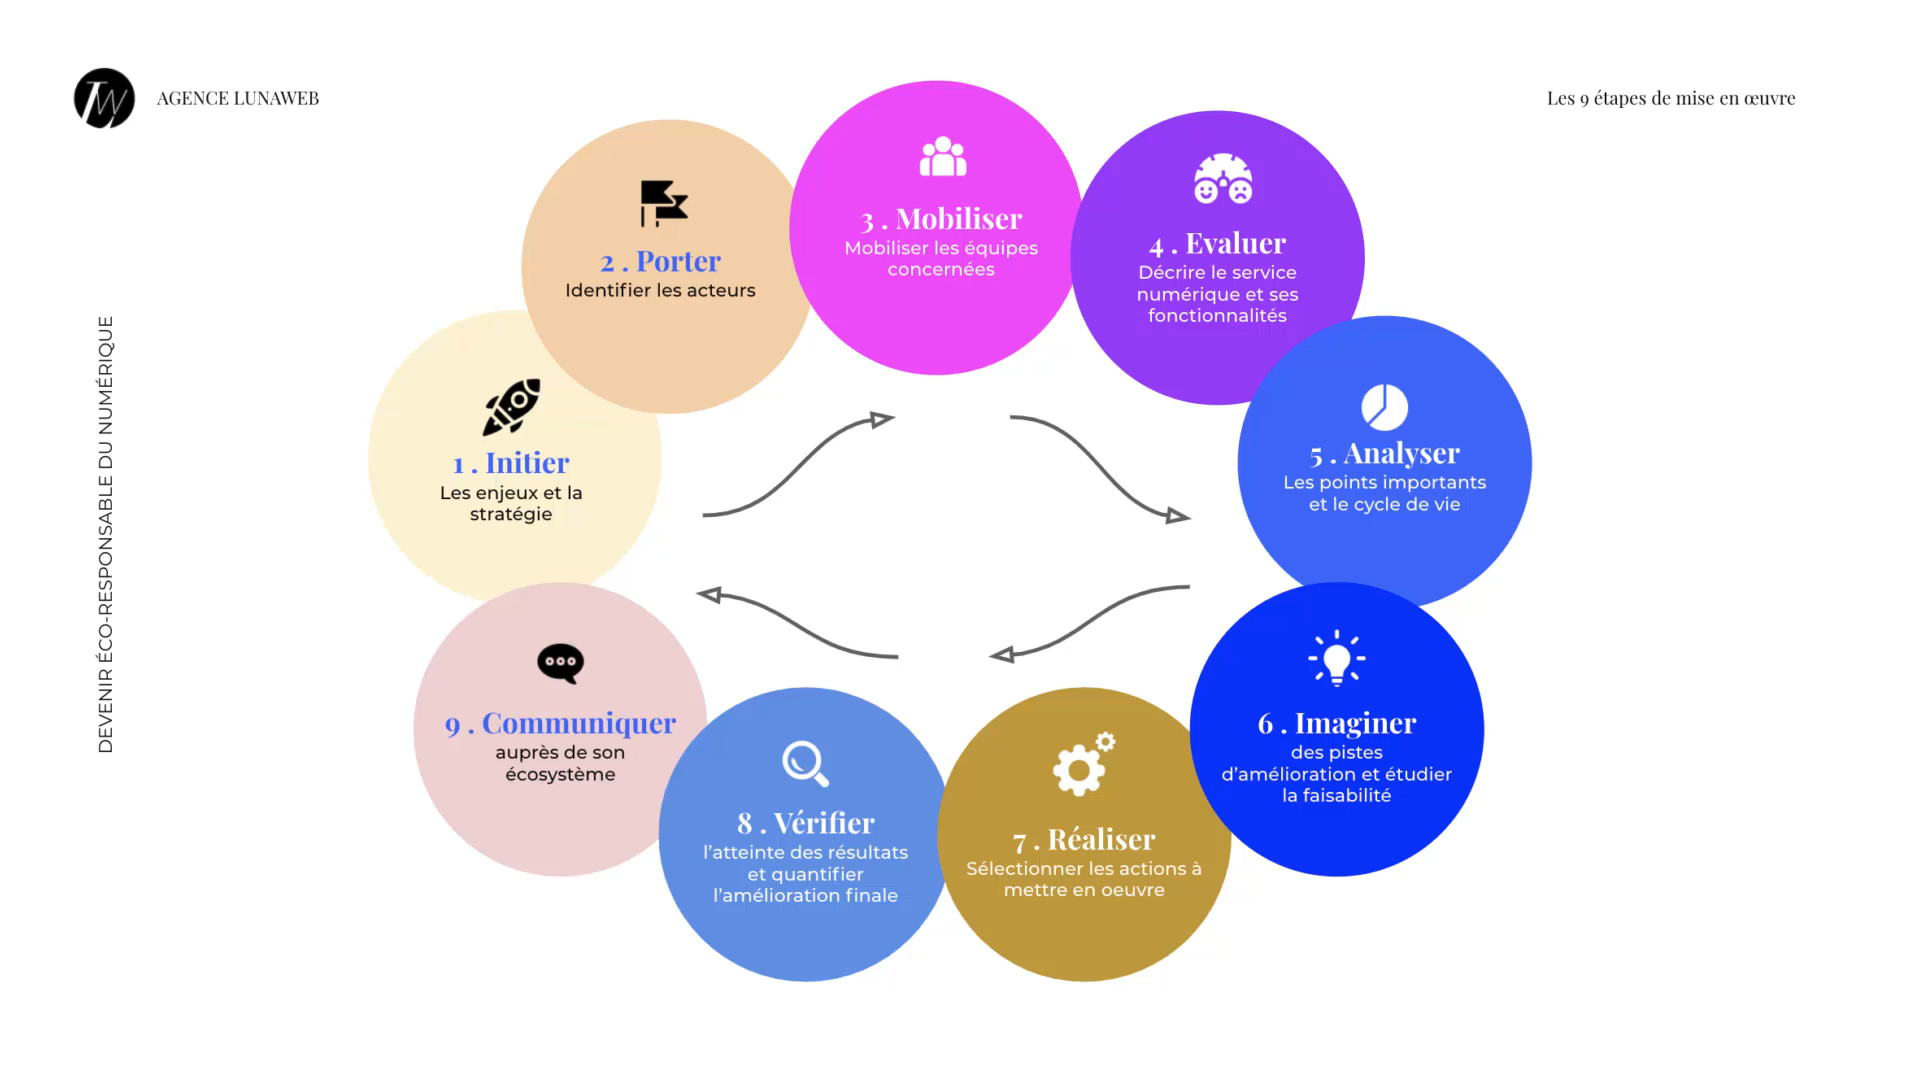 AGENCE LUNAWEB
Les 9 étapes de mise en œuvre
DEVENIR ÉCO-RESPONSABLE DU NUMÉRIQUE
1 . Initier
Les enjeux et la
stratégie
2 . Porter
Identifier les acteurs
3 . Mobiliser
Mobiliser les équipes
concernées
4 . Evaluer
Décrire le service
numérique et ses
fonctionnalités
5 . Analyser
Les points importants
et le cycle de vie
6 . Imaginer
des pistes
d’amélioration et étudier
la faisabilité
7 . Réaliser
Sélectionner les actions à
mettre en oeuvre
8 . Vérifier
l’atteinte des résultats
et quantifier
l’amélioration finale
9 . Communiquer
auprès de son
écosystème